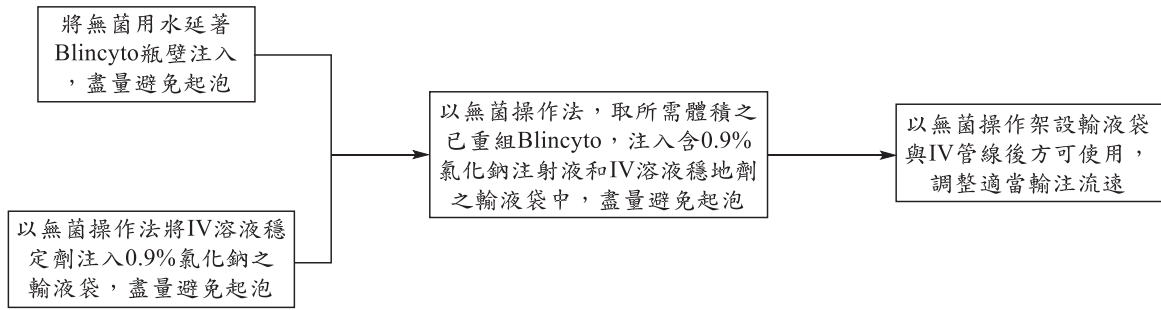 將無菌用水延著
Blincyto瓶壁注入
，盡量避免起泡
以無菌操作法將IV溶液穩
定劑注入0.9%氯化鈉之
輸液袋，盡量避免起泡
以無菌操作法，取所需體積之
已重組Blincyto，注入含0.9%
氯化鈉注射液和IV溶液穩地劑
之輸液袋中，盡量避免起泡
以無菌操作架設輸液袋
與IV管線後方可使用，
調整適當輸注流速